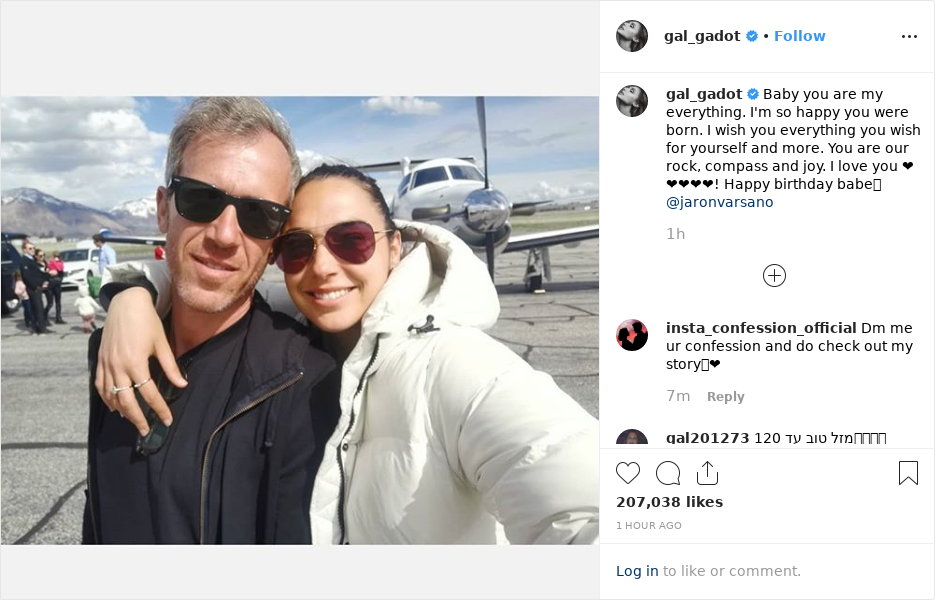 gal_gadot • Follow
gal_gadot Baby you are my
everything. I'm so happy you were
born. I wish you everything you wish
for yourself and more. You are our
rock, compass and joy. I love you ❤
❤❤❤❤! Happy birthday babe▯
@jaronvarsano
1h
insta_confession_official Dm me
ur confession and do check out my
story▯❤
7m Reply
gal201273 מזל טוב עד 120▯▯▯▯
207,038 likes
1 HOUR AGO
Log in to like or comment.